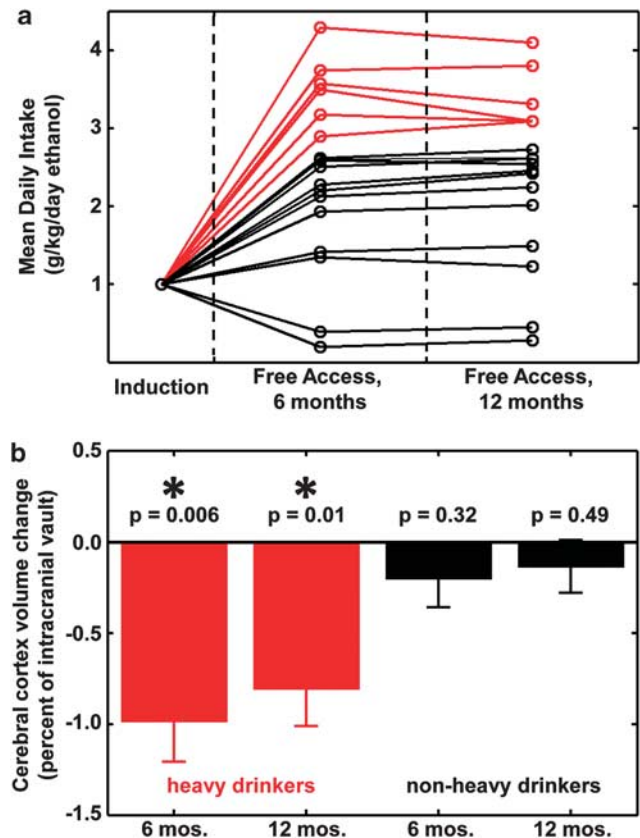 a
Mean Daily Intake
(g/kg/day ethanol)
4
3
2
1
Induction
Free Access,
6 months
Free Access,
12 months
b
Cerebral cortex volume change
(percent of intracranial vault)
0.5
0.0
-0.5
-1.0
-1.5
* *
p = 0.006 p = 0.01 p = 0.32 p = 0.49
heavy drinkers non-heavy drinkers
6 mos. 12 mos. 6 mos. 12 mos.